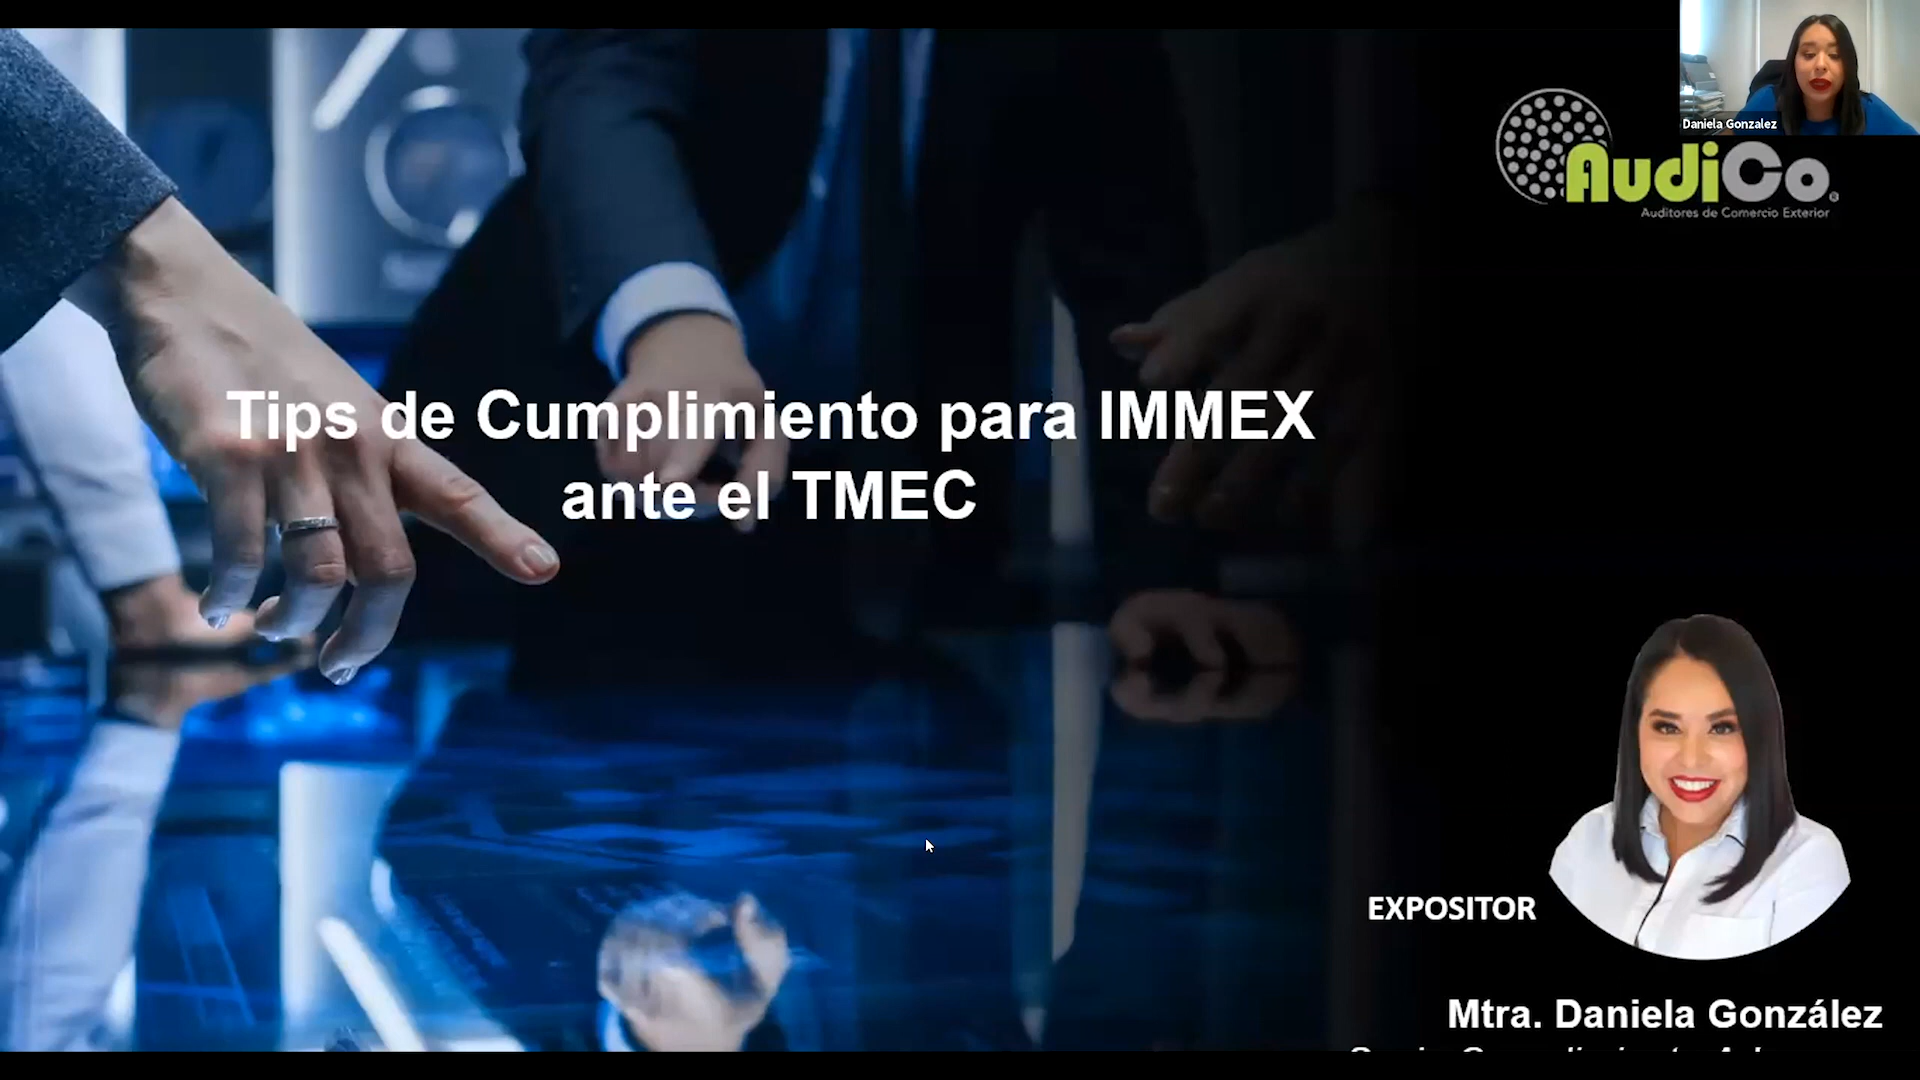 Daniela Gonzalez
AudiCo
Auditores de Comercio Exterior
Tips de Cumplimiento para IMMEX
ante el TMEC
EXPOSITOR
Mtra. Daniela González